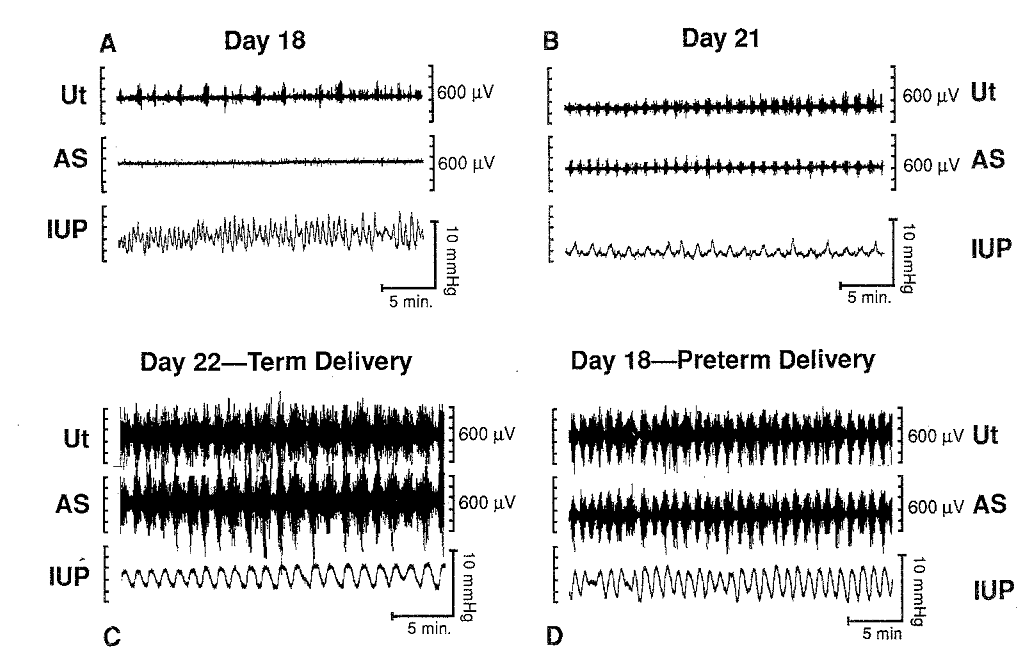 A Day 18
Ut 600 µV
AS 600 µV
IUP 10 mmHg
5 min.
B Day 21
600 µV Ut
600 µV AS
10 mmHg IUP
5 min.
Day 22—Term Delivery
Ut 600 µV
AS 600 µV
IUP 10 mmHg
5 min.
C
Day 18—Preterm Delivery
600 µV Ut
600 µV AS
10 mmHg IUP
5 min
D